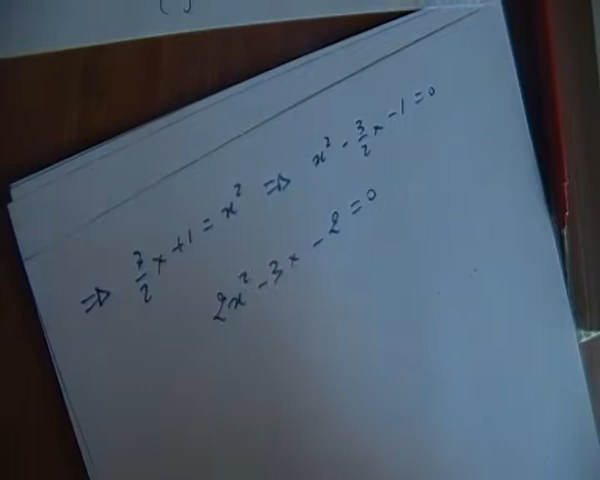 ⇒ 3/2 x + 1 = x² ⇒ x² - 3/2 x - 1 = 0
2x² - 3x - 2 = 0